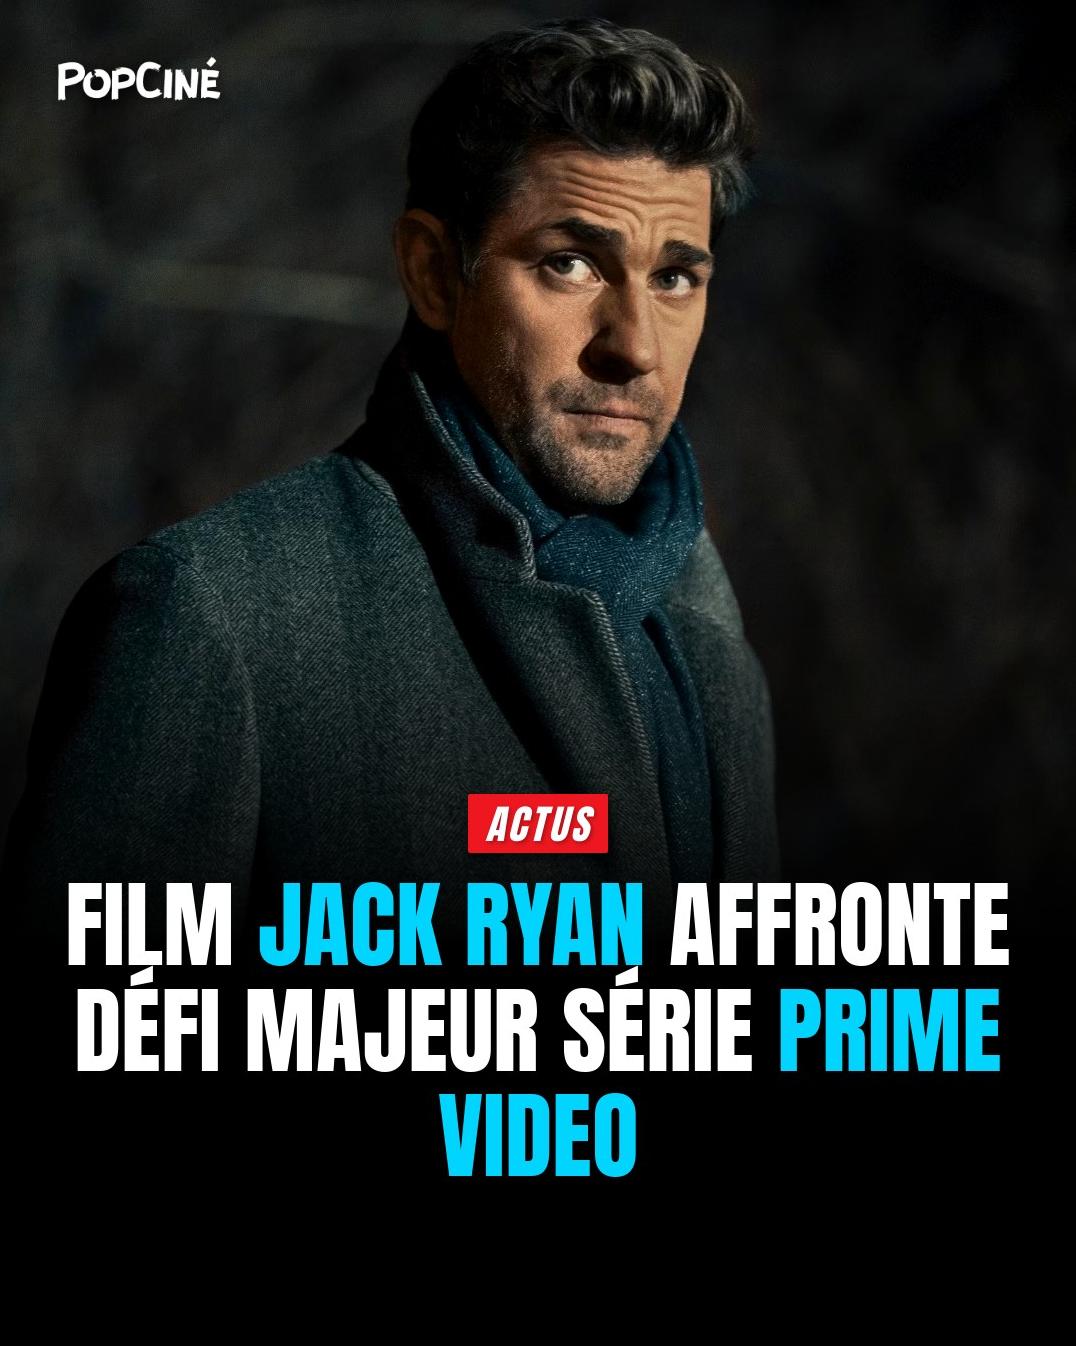 POPCINÉ
ACTUS
FILM JACK RYAN AFFRONTE
DÉFI MAJEUR SÉRIE PRIME
VIDEO